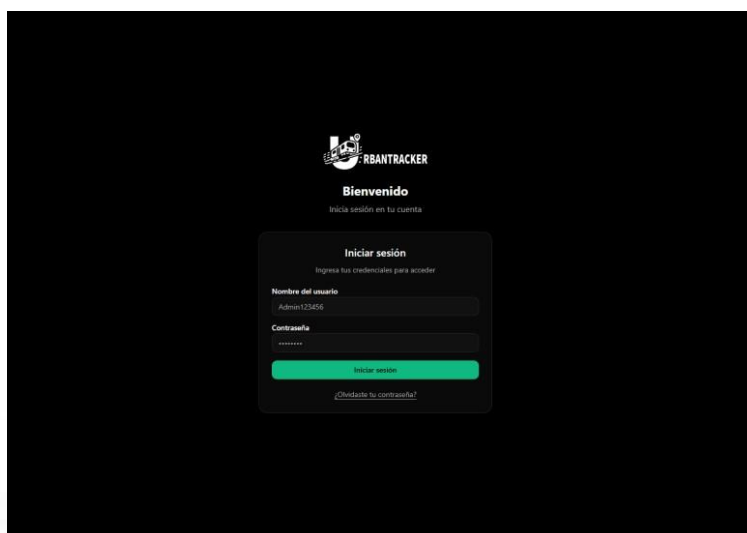 URBANTRACKER
Bienvenido
Inicia sesión en tu cuenta
Iniciar sesión
Ingresa tus credenciales para acceder
Nombre del usuario
Admin123456
Contraseña
••••••••
Iniciar sesión
¿Olvidaste tu contraseña?